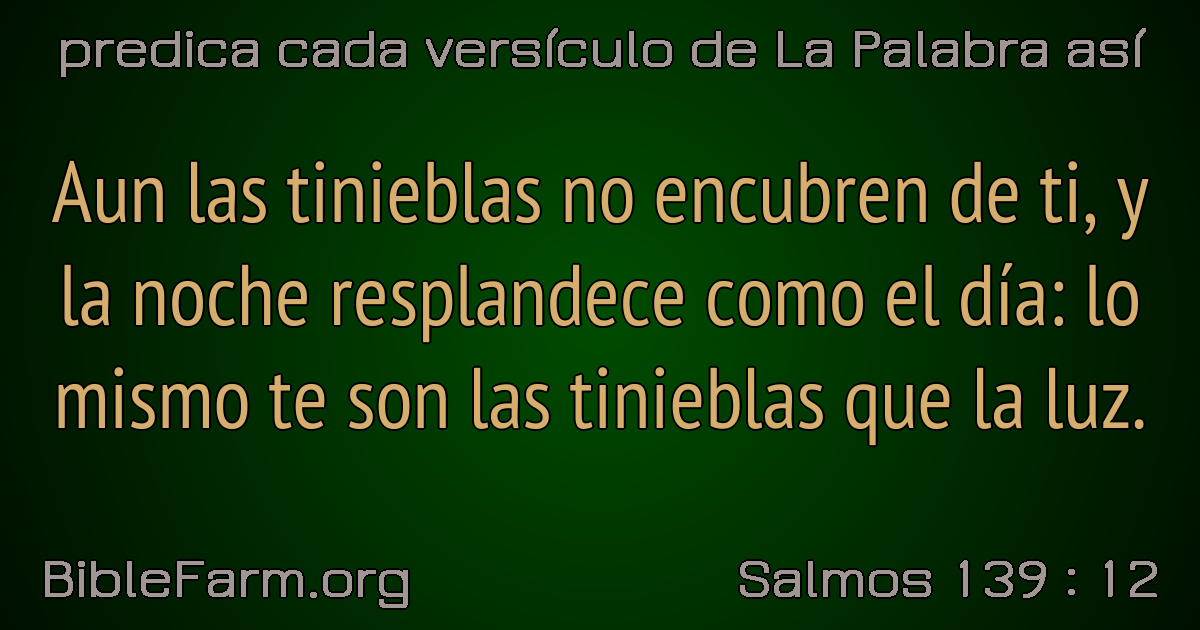 predica cada versículo de La Palabra así
Aun las tinieblas no encubren de ti, y
la noche resplandece como el día: lo
mismo te son las tinieblas que la luz.
BibleFarm.org
Salmos 139 : 12